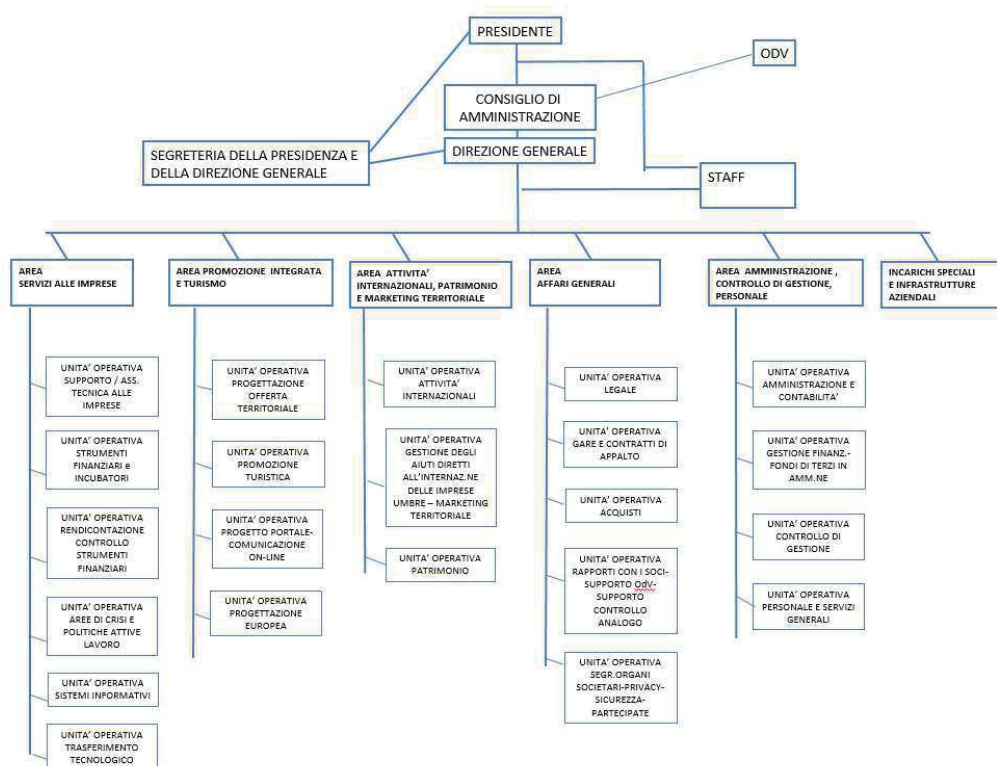 PRESIDENTE
ODV
CONSIGLIO DI
AMMINISTRAZIONE
SEGRETERIA DELLA PRESIDENZA E
DELLA DIREZIONE GENERALE
DIREZIONE GENERALE
STAFF
AREA
SERVIZI ALLE IMPRESE
AREA PROMOZIONE INTEGRATA
E TURISMO
AREA ATTIVITA'
INTERNAZIONALI, PATRIMONIO
E MARKETING TERRITORIALE
AREA
AFFARI GENERALI
AREA AMMINISTRAZIONE ,
CONTROLLO DI GESTIONE,
PERSONALE
INCARICHI SPECIALI
E INFRASTRUTTURE
AZIENDALI
UNITA' OPERATIVA
SUPPORTO / ASS.
TECNICA ALLE
IMPRESE
UNITA' OPERATIVA
STRUMENTI
FINANZIARI e
INCUBATORI
UNITA' OPERATIVA
RENDICONTAZIONE
CONTROLLO
STRUMENTI
FINANZIARI
UNITA' OPERATIVA
AREE DI CRISI E
POLITICHE ATTIVE
LAVORO
UNITA' OPERATIVA
SISTEMI INFORMATIVI
UNITA' OPERATIVA
TRASFERIMENTO
TECNOLOGICO
UNITA' OPERATIVA
PROGETTAZIONE
OFFERTA
TERRITORIALE
UNITA' OPERATIVA
PROMOZIONE
TURISTICA
UNITA' OPERATIVA
PROGETTO PORTALE-
COMUNICAZIONE
ON-LINE
UNITA' OPERATIVA
PROGETTAZIONE
EUROPEA
UNITA' OPERATIVA
ATTIVITA'
INTERNAZIONALI
UNITA' OPERATIVA
GESTIONE DEGLI
AIUTI DIRETTI
ALL'INTERNAZ.NE
DELLE IMPRESE
UMBRE – MARKETING
TERRITORIALE
UNITA' OPERATIVA
PATRIMONIO
UNITA' OPERATIVA
LEGALE
UNITA' OPERATIVA
GARE E CONTRATTI DI
APPALTO
UNITA' OPERATIVA
ACQUISTI
UNITA' OPERATIVA
RAPPORTI CON I SOCI-
SUPPORTO OdV-
SUPPORTO
CONTROLLO
ANALOGO
UNITA' OPERATIVA
SEGR.ORGANI
SOCIETARI-PRIVACY-
SICUREZZA-
PARTECIPATE
UNITA' OPERATIVA
AMMINISTRAZIONE E
CONTABILITA'
UNITA' OPERATIVA
GESTIONE FINANZ.-
FONDI DI TERZI IN
AMM.NE
UNITA' OPERATIVA
CONTROLLO DI
GESTIONE
UNITA' OPERATIVA
PERSONALE E SERVIZI
GENERALI